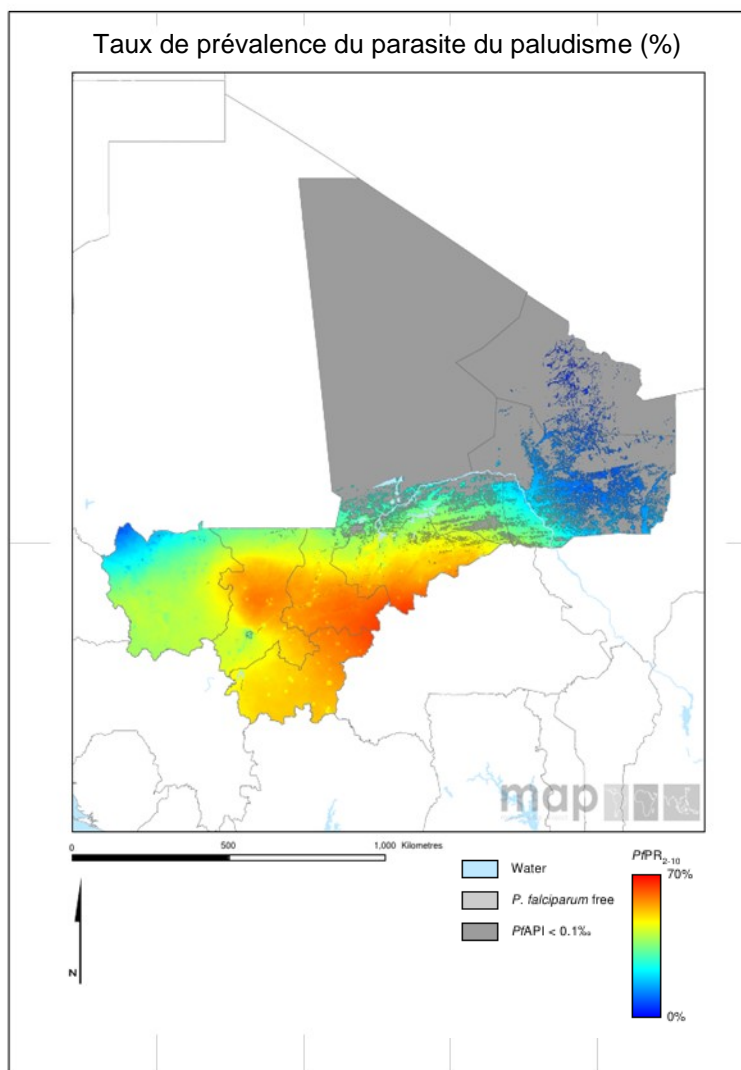 Taux de prévalence du parasite du paludisme (%)
map
0 500 1,000 Kilometres
N
Water
P. falciparum free
PfAPI < 0.1‰
PfPR2-10
70%
0%